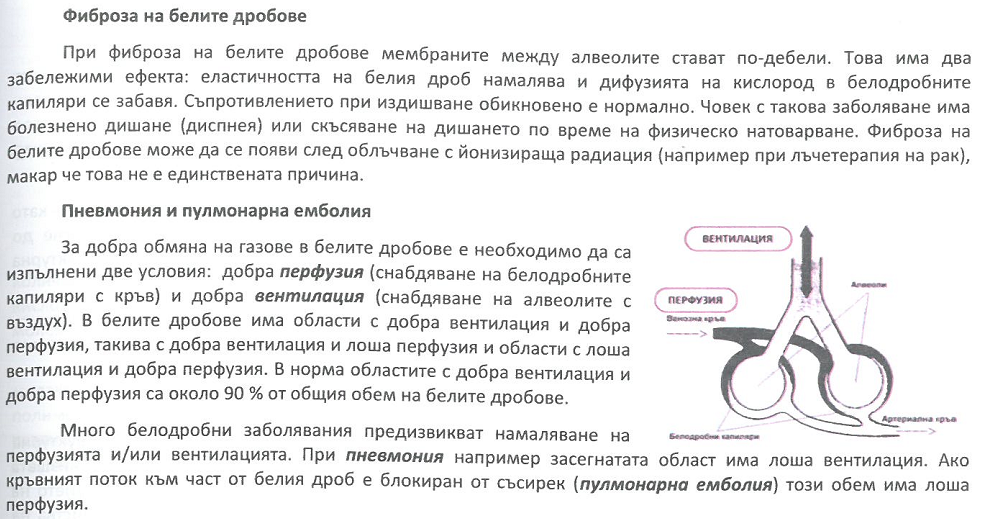 Фиброза на белите дробове
При фиброза на белите дробове мембраните между алвеолите стават по-дебели. Това има два
забележими ефекта: еластичността на белия дроб намалява и дифузията на кислород в белодробните
капиляри се забавя. Съпротивлението при издишване обикновено е нормално. Човек с такова заболяване има
болезнено дишане (диспнея) или скъсяване на дишането по време на физическо натоварване. Фиброза на
белите дробове може да се появи след облъчване с йонизираща радиация (например при лъчетерапия на рак),
макар че това не е единствената причина.
Пневмония и пулмонарна емболия
За добра обмяна на газове в белите дробове е необходимо да са
изпълнени две условия: добра перфузия (снабдяване на белодробните
капиляри с кръв) и добра вентилация (снабдяване на алвеолите с
въздух). В белите дробове има области с добра вентилация и добра
перфузия, такива с добра вентилация и лоша перфузия и области с лоша
вентилация и добра перфузия. В норма областите с добра вентилация и
добра перфузия са около 90 % от общия обем на белите дробове.
ВЕНТИЛАЦИЯ
Алвеоли
ПЕРФУЗИЯ
Венозна кръв
Артериална кръв
Белодробни капиляри
Много белодробни заболявания предизвикват намаляване на
перфузията и/или вентилацията. При пневмония например засегнатата област има лоша вентилация. Ако
кръвният поток към част от белия дроб е блокиран от съсирек (пулмонарна емболия) този обем има лоша
перфузия.